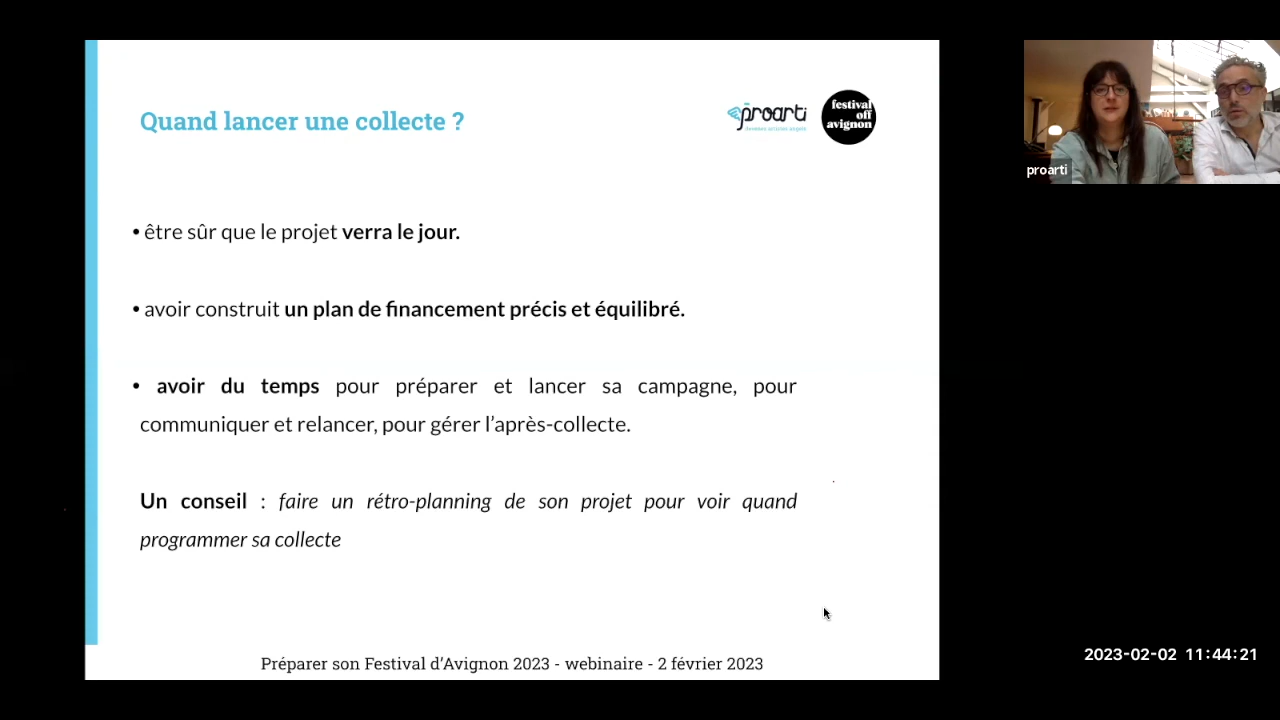 Quand lancer une collecte ?
proarti
festival
off
avignon
• être sûr que le projet verra le jour.
• avoir construit un plan de financement précis et équilibré.
• avoir du temps pour préparer et lancer sa campagne, pour
communiquer et relancer, pour gérer l'après-collecte.
Un conseil : faire un rétro-planning de son projet pour voir quand
programmer sa collecte
Préparer son Festival d'Avignon 2023 - webinaire - 2 février 2023
proarti
2023-02-02 11:44:21